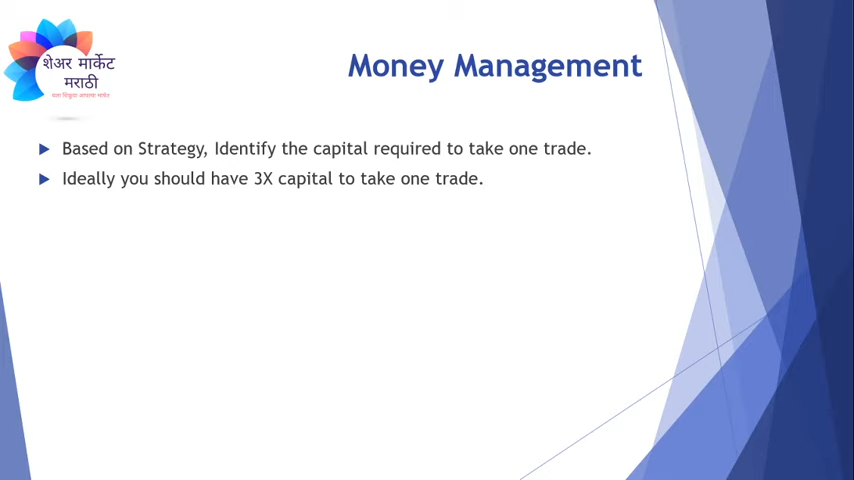 शेअर मार्केट
मराठी
Money Management
Based on Strategy, Identify the capital required to take one trade.
Ideally you should have 3X capital to take one trade.